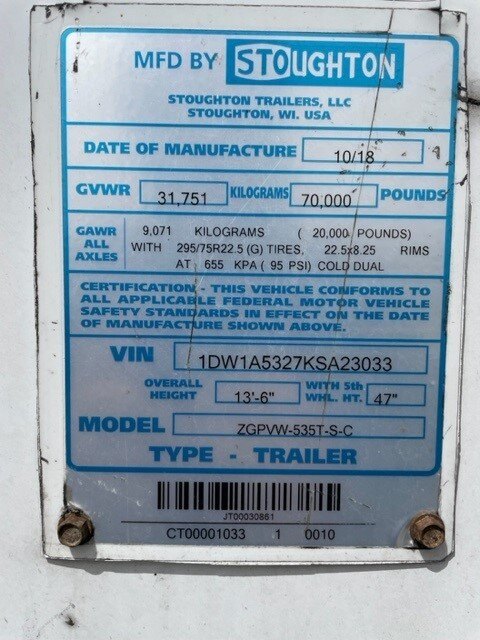 MFD BY STOUGHTON
STOUGHTON TRAILERS, LLC
STOUGHTON, WI. USA
DATE OF MANUFACTURE 10/18
GVWR 31,751 KILOGRAMS 70,000 POUNDS
GAWR 9,071 KILOGRAMS ( 20,000 POUNDS)
ALL WITH 295/75R22.5 (G) TIRES, 22.5x8.25 RIMS
AXLES AT 655 KPA ( 95 PSI) COLD DUAL
CERTIFICATION - THIS VEHICLE CONFORMS TO
ALL APPLICABLE FEDERAL MOTOR VEHICLE
SAFETY STANDARDS IN EFFECT ON THE DATE
OF MANUFACTURE SHOWN ABOVE.
VIN 1DW1A5327KSA23033
OVERALL HEIGHT 13'-6" WITH 5th WHL. HT. 47"
MODEL ZGPVW-535T-S-C
TYPE - TRAILER
JT00030861
CT00001033 1 0010